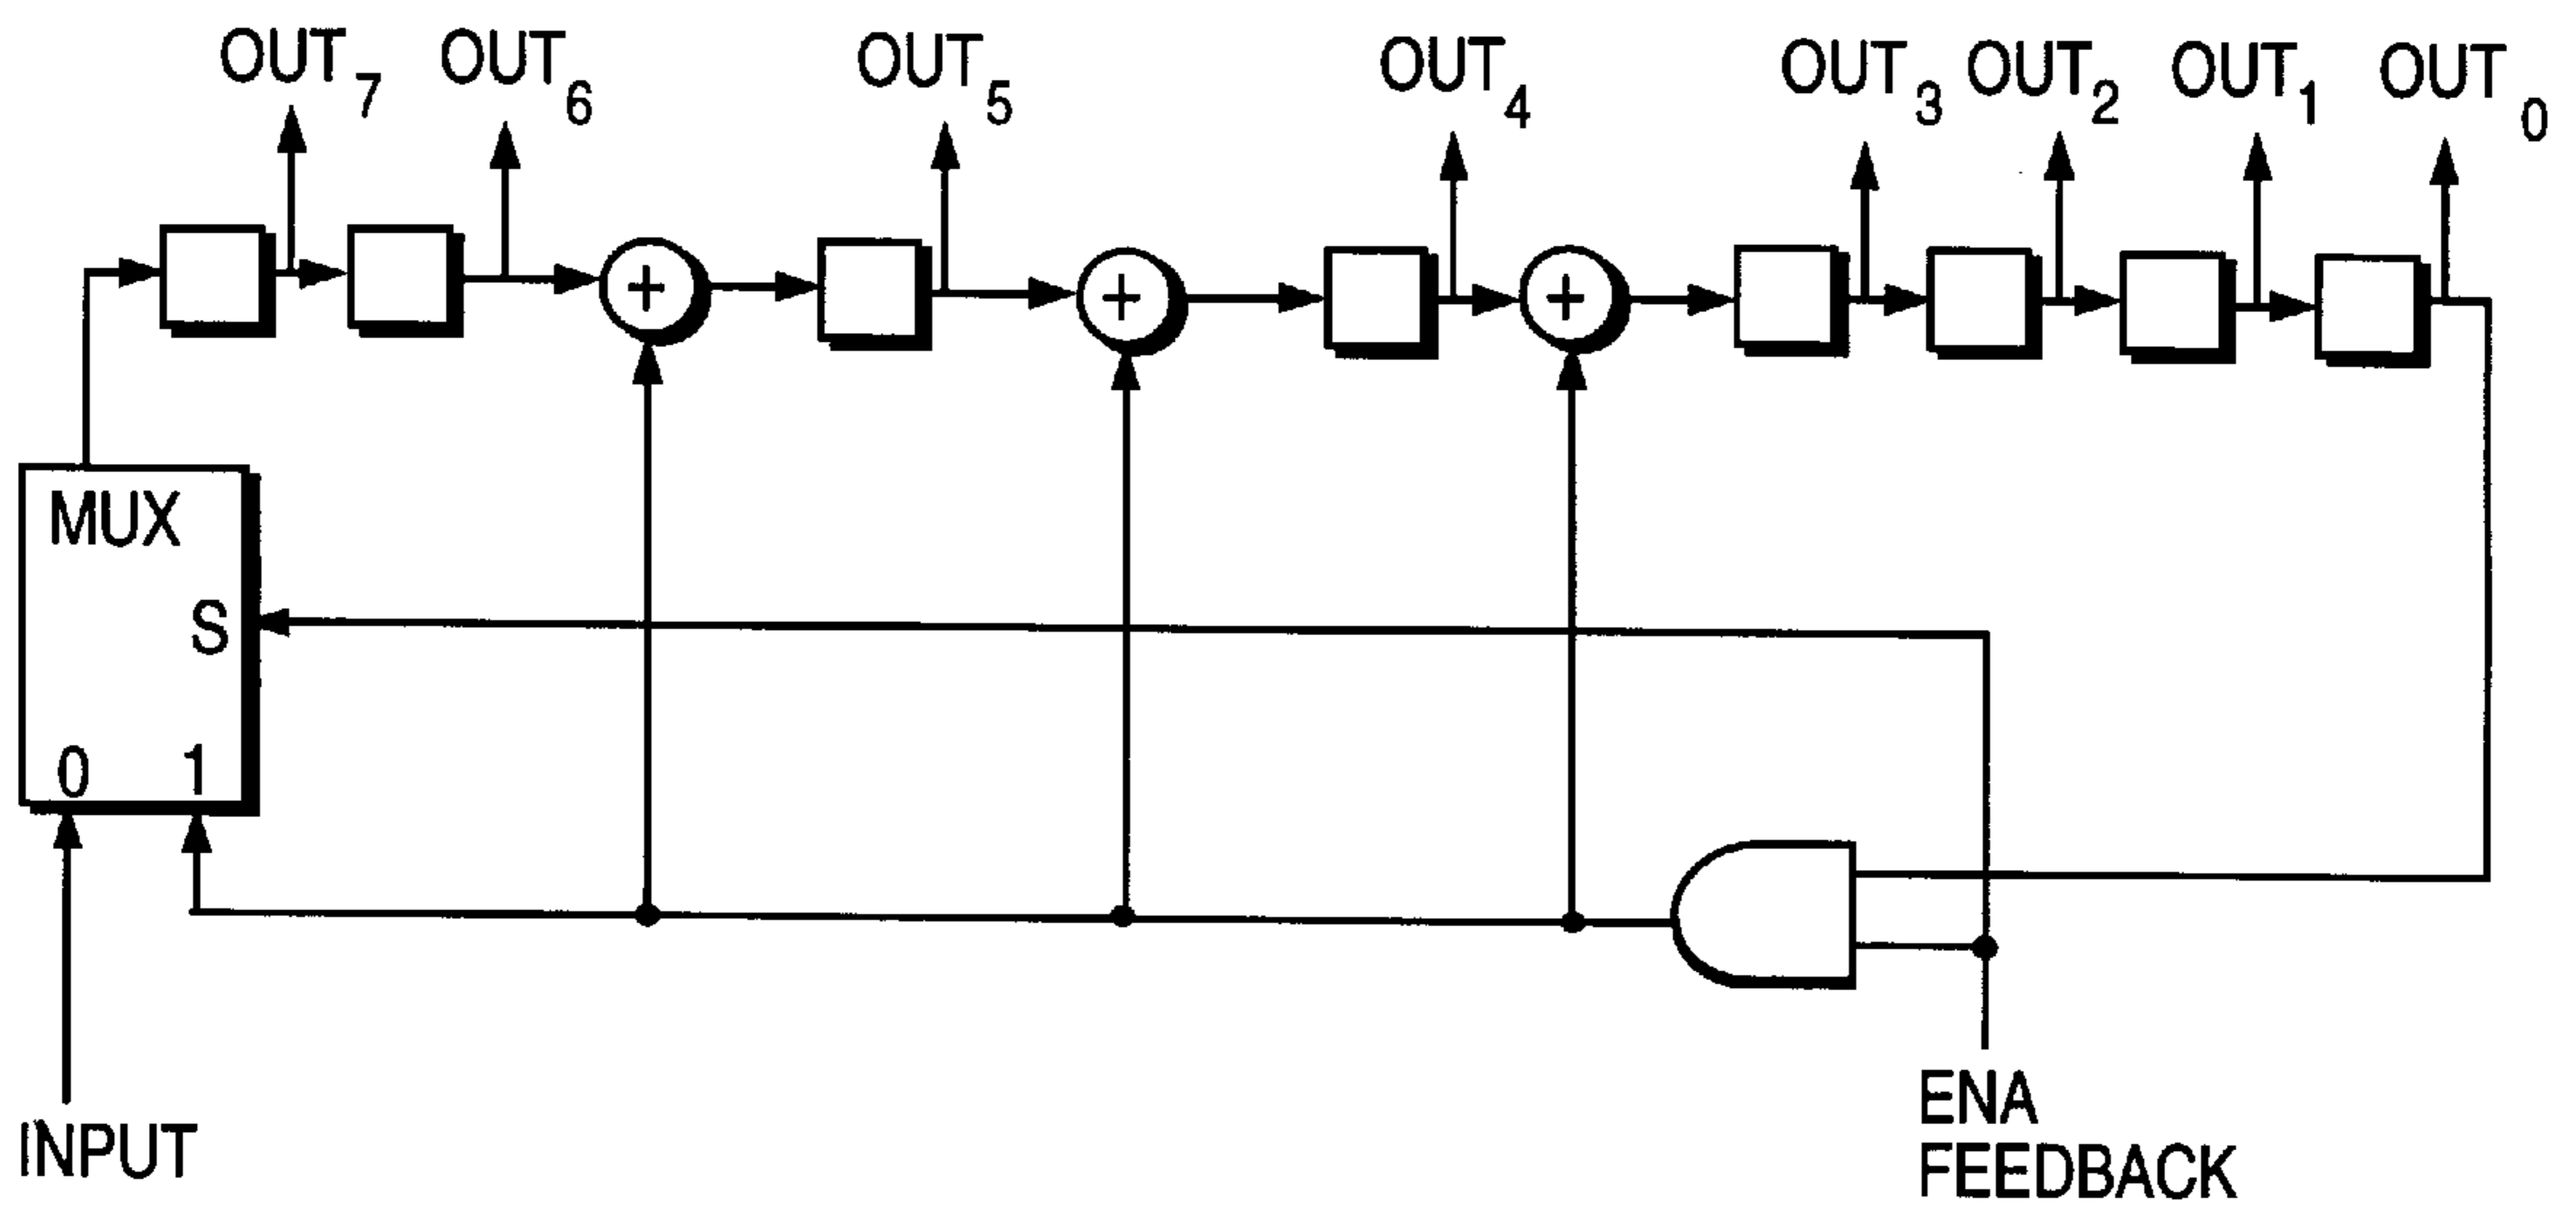 OUT7 OUT6 OUT5 OUT4 OUT3 OUT2 OUT1 OUT0
+ + +
MUX
S
0 1
INPUT
ENA
FEEDBACK